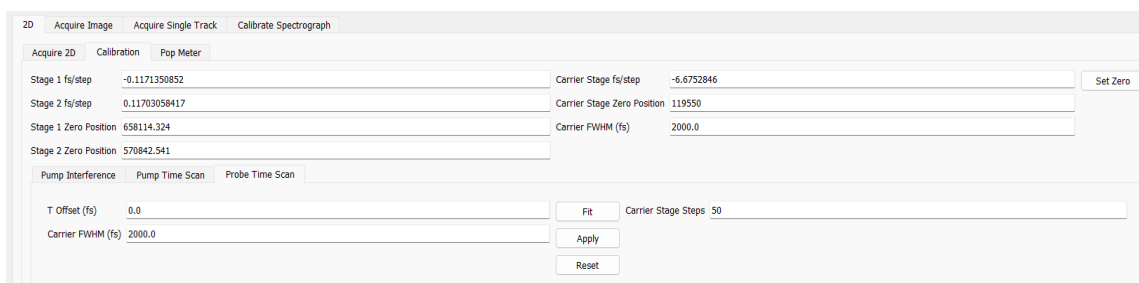 2D Acquire Image Acquire Single Track Calibrate Spectrograph
Acquire 2D Calibration Pop Meter
Stage 1 fs/step -0.1171350852 Carrier Stage fs/step -6.6752846 Set Zero
Stage 2 fs/step 0.11703058417 Carrier Stage Zero Position 119550
Stage 1 Zero Position 658114.324 Carrier FWHM (fs) 2000.0
Stage 2 Zero Position 570842.541
Pump Interference Pump Time Scan Probe Time Scan
T Offset (fs) 0.0 Fit Carrier Stage Steps 50
Carrier FWHM (fs) 2000.0 Apply
Reset